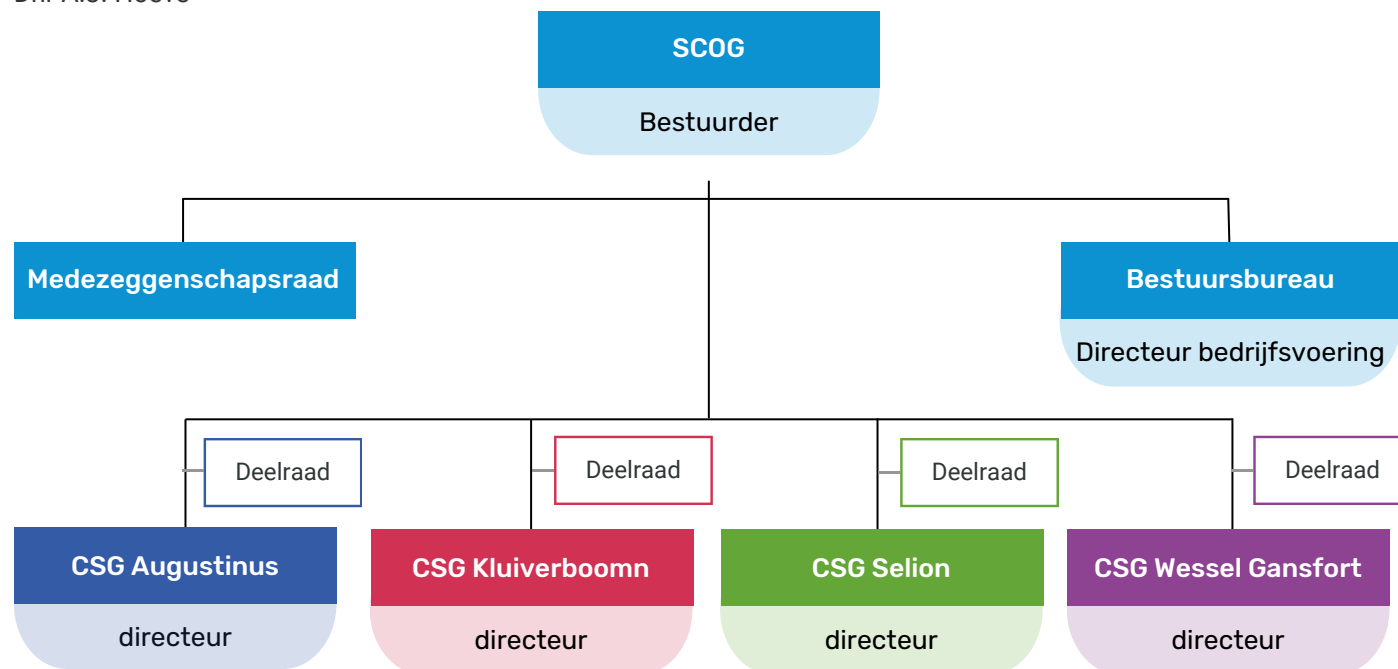 SCOG
Bestuurder
Medezeggenschapsraad
Bestuursbureau
Directeur bedrijfsvoering
Deelraad
Deelraad
Deelraad
Deelraad
CSG Augustinus
CSG Kluiverboomn
CSG Selion
CSG Wessel Gansfort
directeur
directeur
directeur
directeur